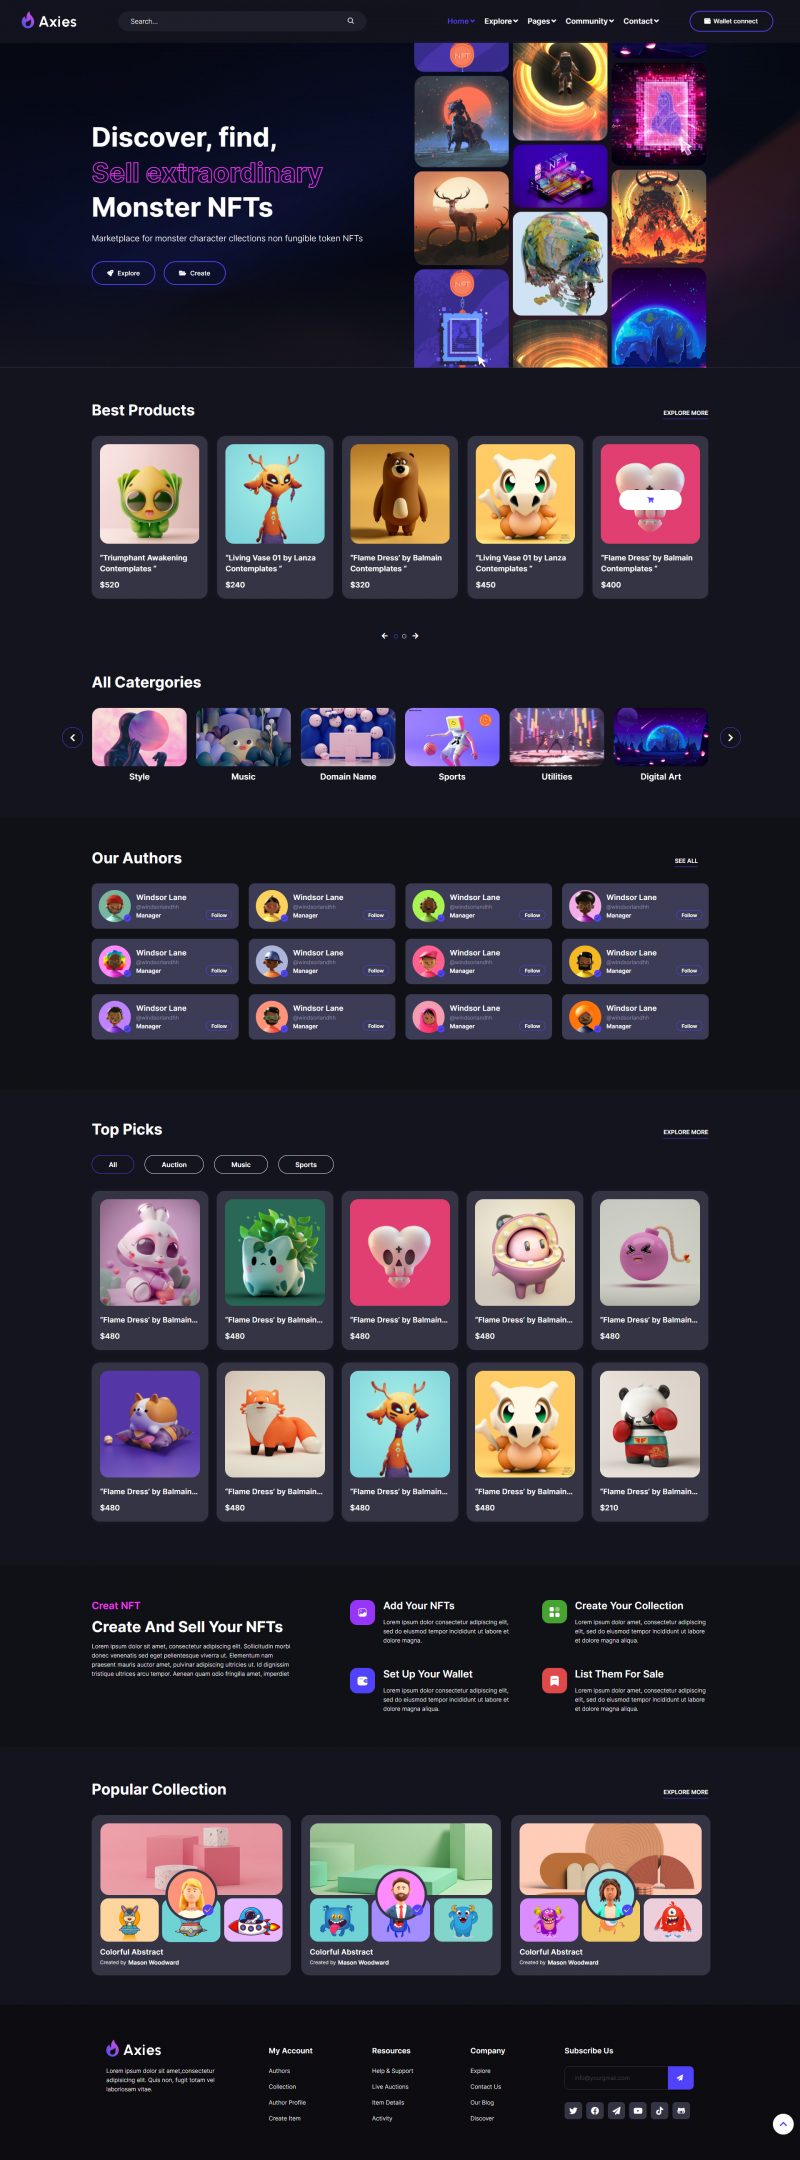 Axies
Search...
Home
Explore
Pages
Community
Contact
Wallet connect
Discover, find,
Sell extraordinary
Monster NFTs
Marketplace for monster character cllections non fungible token NFTs
Explore
Create
NFT
NFT
NFT
Best Products
EXPLORE MORE
"Triumphant Awakening
Contemplates "
$520
"Living Vase 01 by Lanza
Contemplates "
$240
"Flame Dress' by Balmain
Contemplates "
$320
"Living Vase 01 by Lanza
Contemplates "
$450
"Flame Dress' by Balmain
Contemplates "
$400
All Catergories
Style
Music
Domain Name
Sports
Utilities
Digital Art
Our Authors
SEE ALL
Windsor Lane
@windsorlandhh
Manager
Follow
Windsor Lane
@windsorlandhh
Manager
Follow
Windsor Lane
@windsorlandhh
Manager
Follow
Windsor Lane
@windsorlandhh
Manager
Follow
Windsor Lane
@windsorlandhh
Manager
Follow
Windsor Lane
@windsorlandhh
Manager
Follow
Windsor Lane
@windsorlandhh
Manager
Follow
Windsor Lane
@windsorlandhh
Manager
Follow
Windsor Lane
@windsorlandhh
Manager
Follow
Windsor Lane
@windsorlandhh
Manager
Follow
Windsor Lane
@windsorlandhh
Manager
Follow
Windsor Lane
@windsorlandhh
Manager
Follow
Top Picks
EXPLORE MORE
All
Auction
Music
Sports
"Flame Dress' by Balmain...
$480
"Flame Dress' by Balmain...
$480
"Flame Dress' by Balmain...
$480
"Flame Dress' by Balmain...
$480
"Flame Dress' by Balmain...
$480
"Flame Dress' by Balmain...
$480
"Flame Dress' by Balmain...
$480
"Flame Dress' by Balmain...
$480
"Flame Dress' by Balmain...
$480
"Flame Dress' by Balmain...
$210
Creat NFT
Create And Sell Your NFTs
Lorem ipsum dolor sit amet, consectetur adipiscing elit. Sollicitudin morbi
donec venenatis sed eget pellentesque viverra ut. Elementum nam
praesent mauris auctor amet, pulvinar adipiscing ultricies ut. Id dignissim
tristique ultrices arcu tempor. Aenean quam odio fringilla amet, imperdiet
Add Your NFTs
Lorem ipsum dolor consectetur adipiscing elit,
sed do eiusmod tempor incididunt ut labore et
dolore magna.
Create Your Collection
Lorem ipsum dolor amet, consectetur adipiscing
elit, sed do eiusmod tempor incididunt ut labore
et dolore magna aliqua.
Set Up Your Wallet
Lorem ipsum dolor consectetur adipiscing elit,
sed do eiusmod tempor incididunt ut labore et
dolore magna aliqua.
List Them For Sale
Lorem ipsum dolor amet, consectetur adipiscing
elit, sed do eiusmod tempor incididunt ut labore
et dolore magna aliqua.
Popular Collection
EXPLORE MORE
Colorful Abstract
Created by Mason Woodward
Colorful Abstract
Created by Mason Woodward
Colorful Abstract
Created by Mason Woodward
Axies
Lorem ipsum dolor sit amet,consectetur
adipisicing elit. Quis non, fugit totam vel
laboriosam vitae.
My Account
Authors
Collection
Author Profile
Create Item
Resources
Help & Support
Live Auctions
Item Details
Activity
Company
Explore
Contact Us
Our Blog
Discover
Subscribe Us
info@yourgmail.com